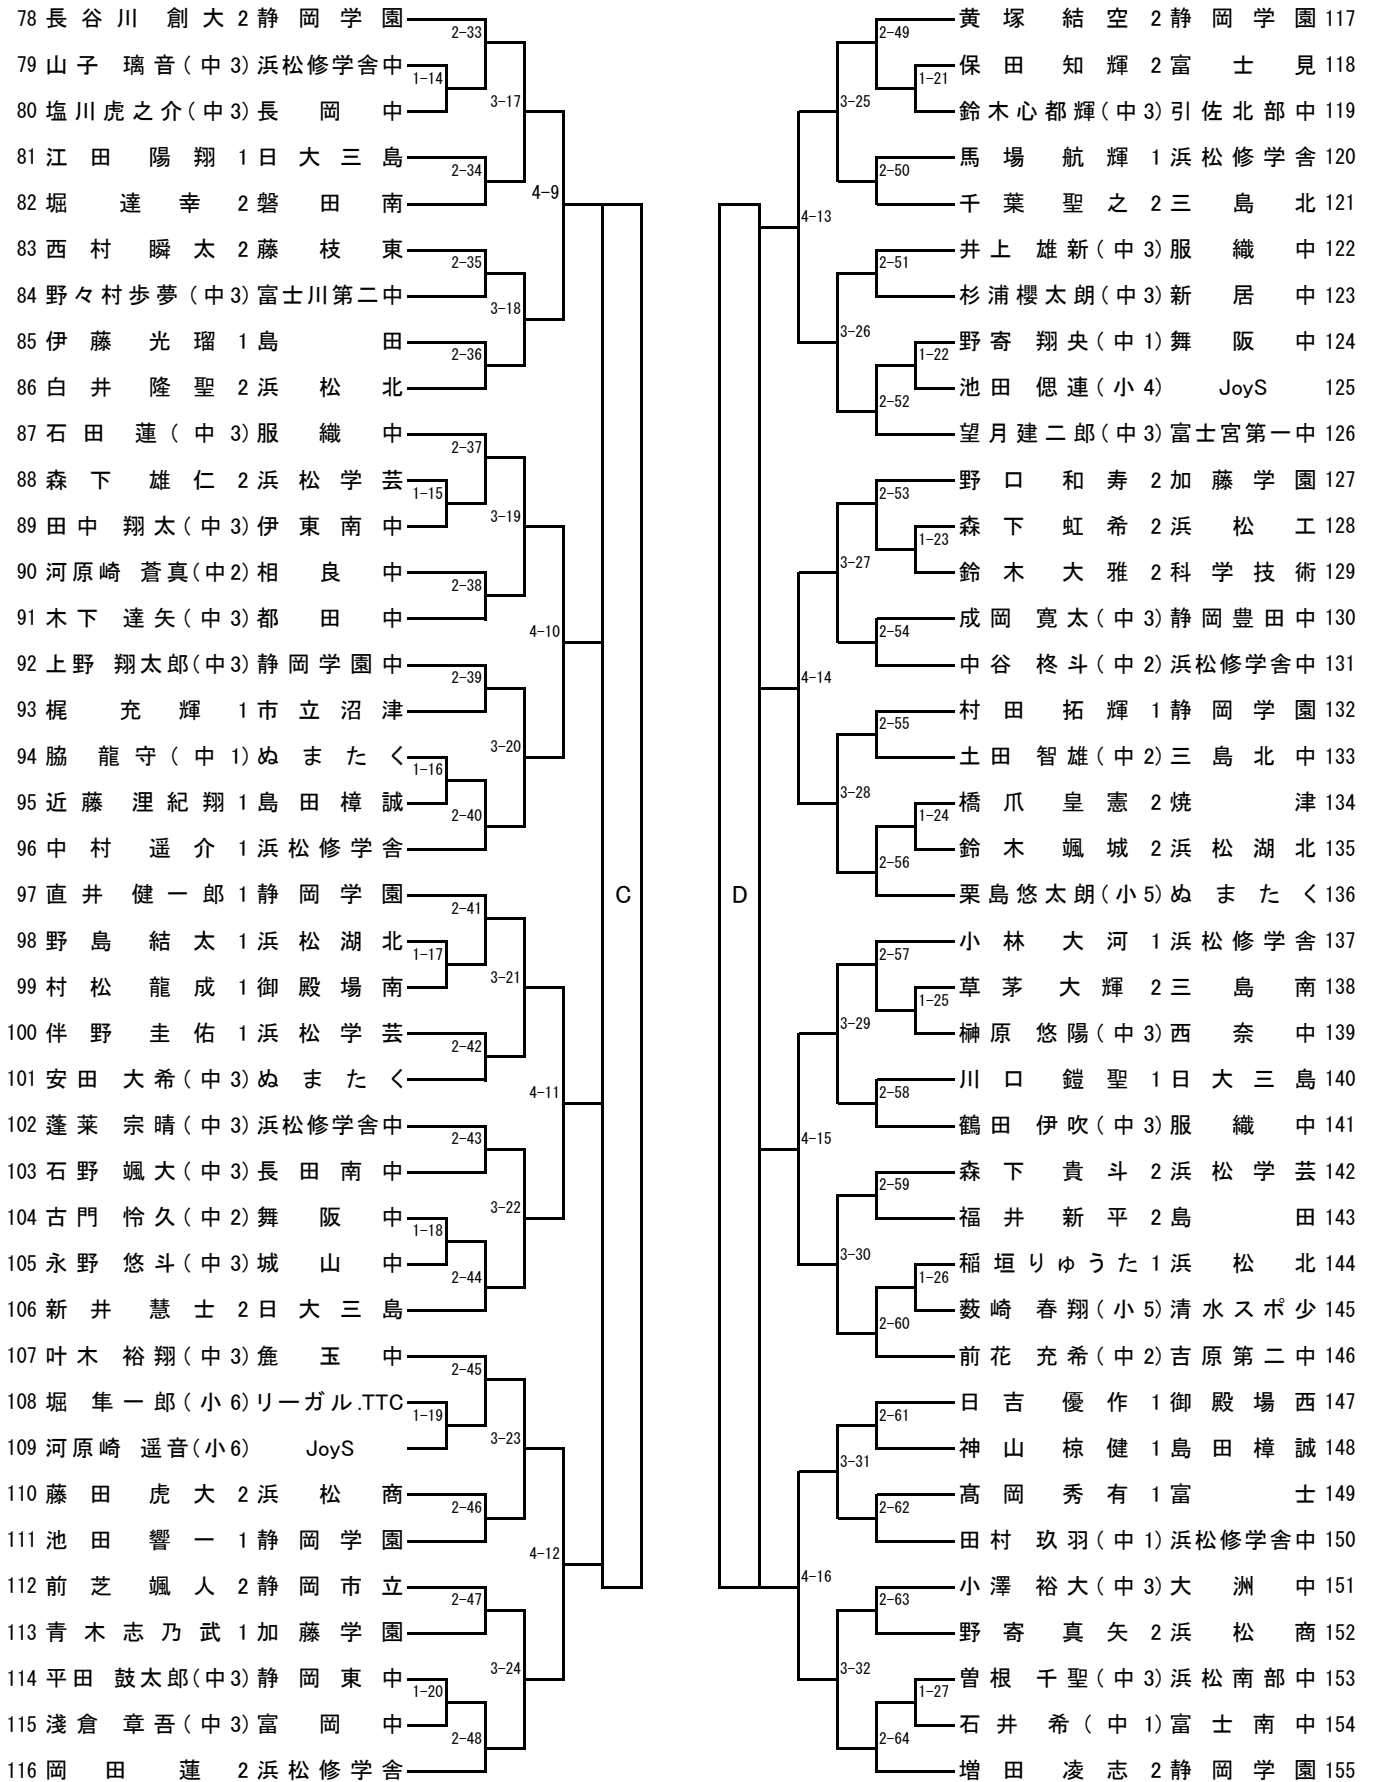 78 長谷川 創大 2 静岡学園
2-33
79 山子 璃音(中3) 浜松修学舎中
1-14
80 塩川虎之介(中3) 長岡中
3-17
81 江田 陽翔 1 日大三島
2-34
82 堀 達幸 2 磐田南
4-9
83 西村 瞬太 2 藤枝東
2-35
84 野々村歩夢(中3) 富士川第二中
3-18
85 伊藤 光瑠 1 島田
2-36
86 白井 隆聖 2 浜松北
87 石田 蓮(中3) 服織中
2-37
88 森下 雄仁 2 浜松学芸
1-15
89 田中 翔太(中3) 伊東南中
3-19
90 河原崎 蒼真(中2) 相良中
2-38
91 木下 達矢(中3) 都田中
4-10
92 上野 翔太郎(中3) 静岡学園中
2-39
93 梶 充輝 1 市立沼津
3-20
94 脇 龍守(中1) ぬまたく
1-16
95 近藤 浬紀翔 1 島田樟誠
2-40
96 中村 遥介 1 浜松修学舎
97 直井 健一郎 1 静岡学園
2-41
C
98 野島 結太 1 浜松湖北
1-17
99 村松 龍成 1 御殿場南
3-21
100 伴野 圭佑 1 浜松学芸
2-42
101 安田 大希(中3) ぬまたく
4-11
102 蓬莱 宗晴(中3) 浜松修学舎中
2-43
103 石野 颯大(中3) 長田南中
3-22
104 古門 怜久(中2) 舞阪中
1-18
105 永野 悠斗(中3) 城山中
2-44
106 新井 慧士 2 日大三島
107 叶木 裕翔(中3) 麁玉中
2-45
108 堀 隼一郎(小6) リーガル.TTC
1-19
109 河原崎 遥音(小6) JoyS
3-23
110 藤田 虎大 2 浜松商
2-46
111 池田 響一 1 静岡学園
4-12
112 前芝 颯人 2 静岡市立
2-47
113 青木志乃武 1 加藤学園
3-24
114 平田 鼓太郎(中3) 静岡東中
1-20
115 淺倉 章吾(中3) 富岡中
2-48
116 岡田 蓮 2 浜松修学舎
黄塚 結空 2 静岡学園 117
2-49
保田 知輝 2 富士見 118
1-21
鈴木心都輝(中3) 引佐北部中 119
3-25
馬場 航輝 1 浜松修学舎 120
2-50
千葉 聖之 2 三島北 121
4-13
井上 雄新(中3) 服織中 122
2-51
杉浦櫻太朗(中3) 新居中 123
3-26
野寄 翔央(中1) 舞阪中 124
1-22
池田 偲連(小4) JoyS 125
2-52
望月建二郎(中3) 富士宮第一中 126
野口 和寿 2 加藤学園 127
2-53
森下 虹希 2 浜松工 128
1-23
鈴木 大雅 2 科学技術 129
3-27
成岡 寛太(中3) 静岡豊田中 130
2-54
中谷 柊斗(中2) 浜松修学舎中 131
4-14
村田 拓輝 1 静岡学園 132
2-55
土田 智雄(中2) 三島北中 133
3-28
橋爪 皇憲 2 焼津 134
1-24
鈴木 颯城 2 浜松湖北 135
2-56
栗島悠太朗(小5) ぬまたく 136
D
小林 大河 1 浜松修学舎 137
2-57
草茅 大輝 2 三島南 138
1-25
榊原 悠陽(中3) 西奈中 139
3-29
川口 鎧聖 1 日大三島 140
2-58
鶴田 伊吹(中3) 服織中 141
4-15
森下 貴斗 2 浜松学芸 142
2-59
福井 新平 2 島田 143
3-30
稲垣りゅうた 1 浜松北 144
1-26
薮崎 春翔(小5) 清水スポ少 145
2-60
前花 充希(中2) 吉原第二中 146
日吉 優作 1 御殿場西 147
2-61
神山 椋健 1 島田樟誠 148
3-31
髙岡 秀有 1 富士 149
2-62
田村 玖羽(中1) 浜松修学舎中 150
4-16
小澤 裕大(中3) 大洲中 151
2-63
野寄 真矢 2 浜松商 152
3-32
曽根 千聖(中3) 浜松南部中 153
1-27
石井 希(中1) 富士南中 154
2-64
増田 凌志 2 静岡学園 155